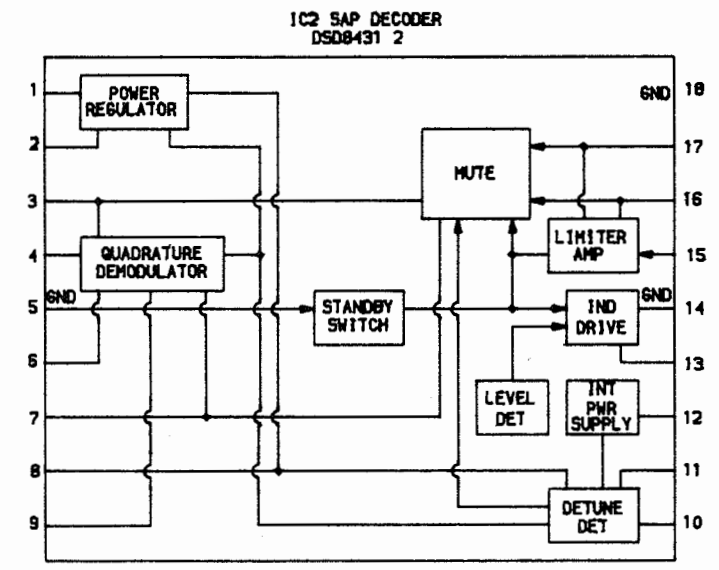 IC2 SAP DECODER
DSD8431 2
1
POWER
REGULATOR
GND
18
2
17
MUTE
3
16
4
QUADRATURE
DEMODULATOR
LIMITER
AMP
15
GND
5
STANDBY
SWITCH
IND
DRIVE
GND
14
6
13
LEVEL
DET
INT
PWR
SUPPLY
7
12
8
11
DETUNE
DET
9
10